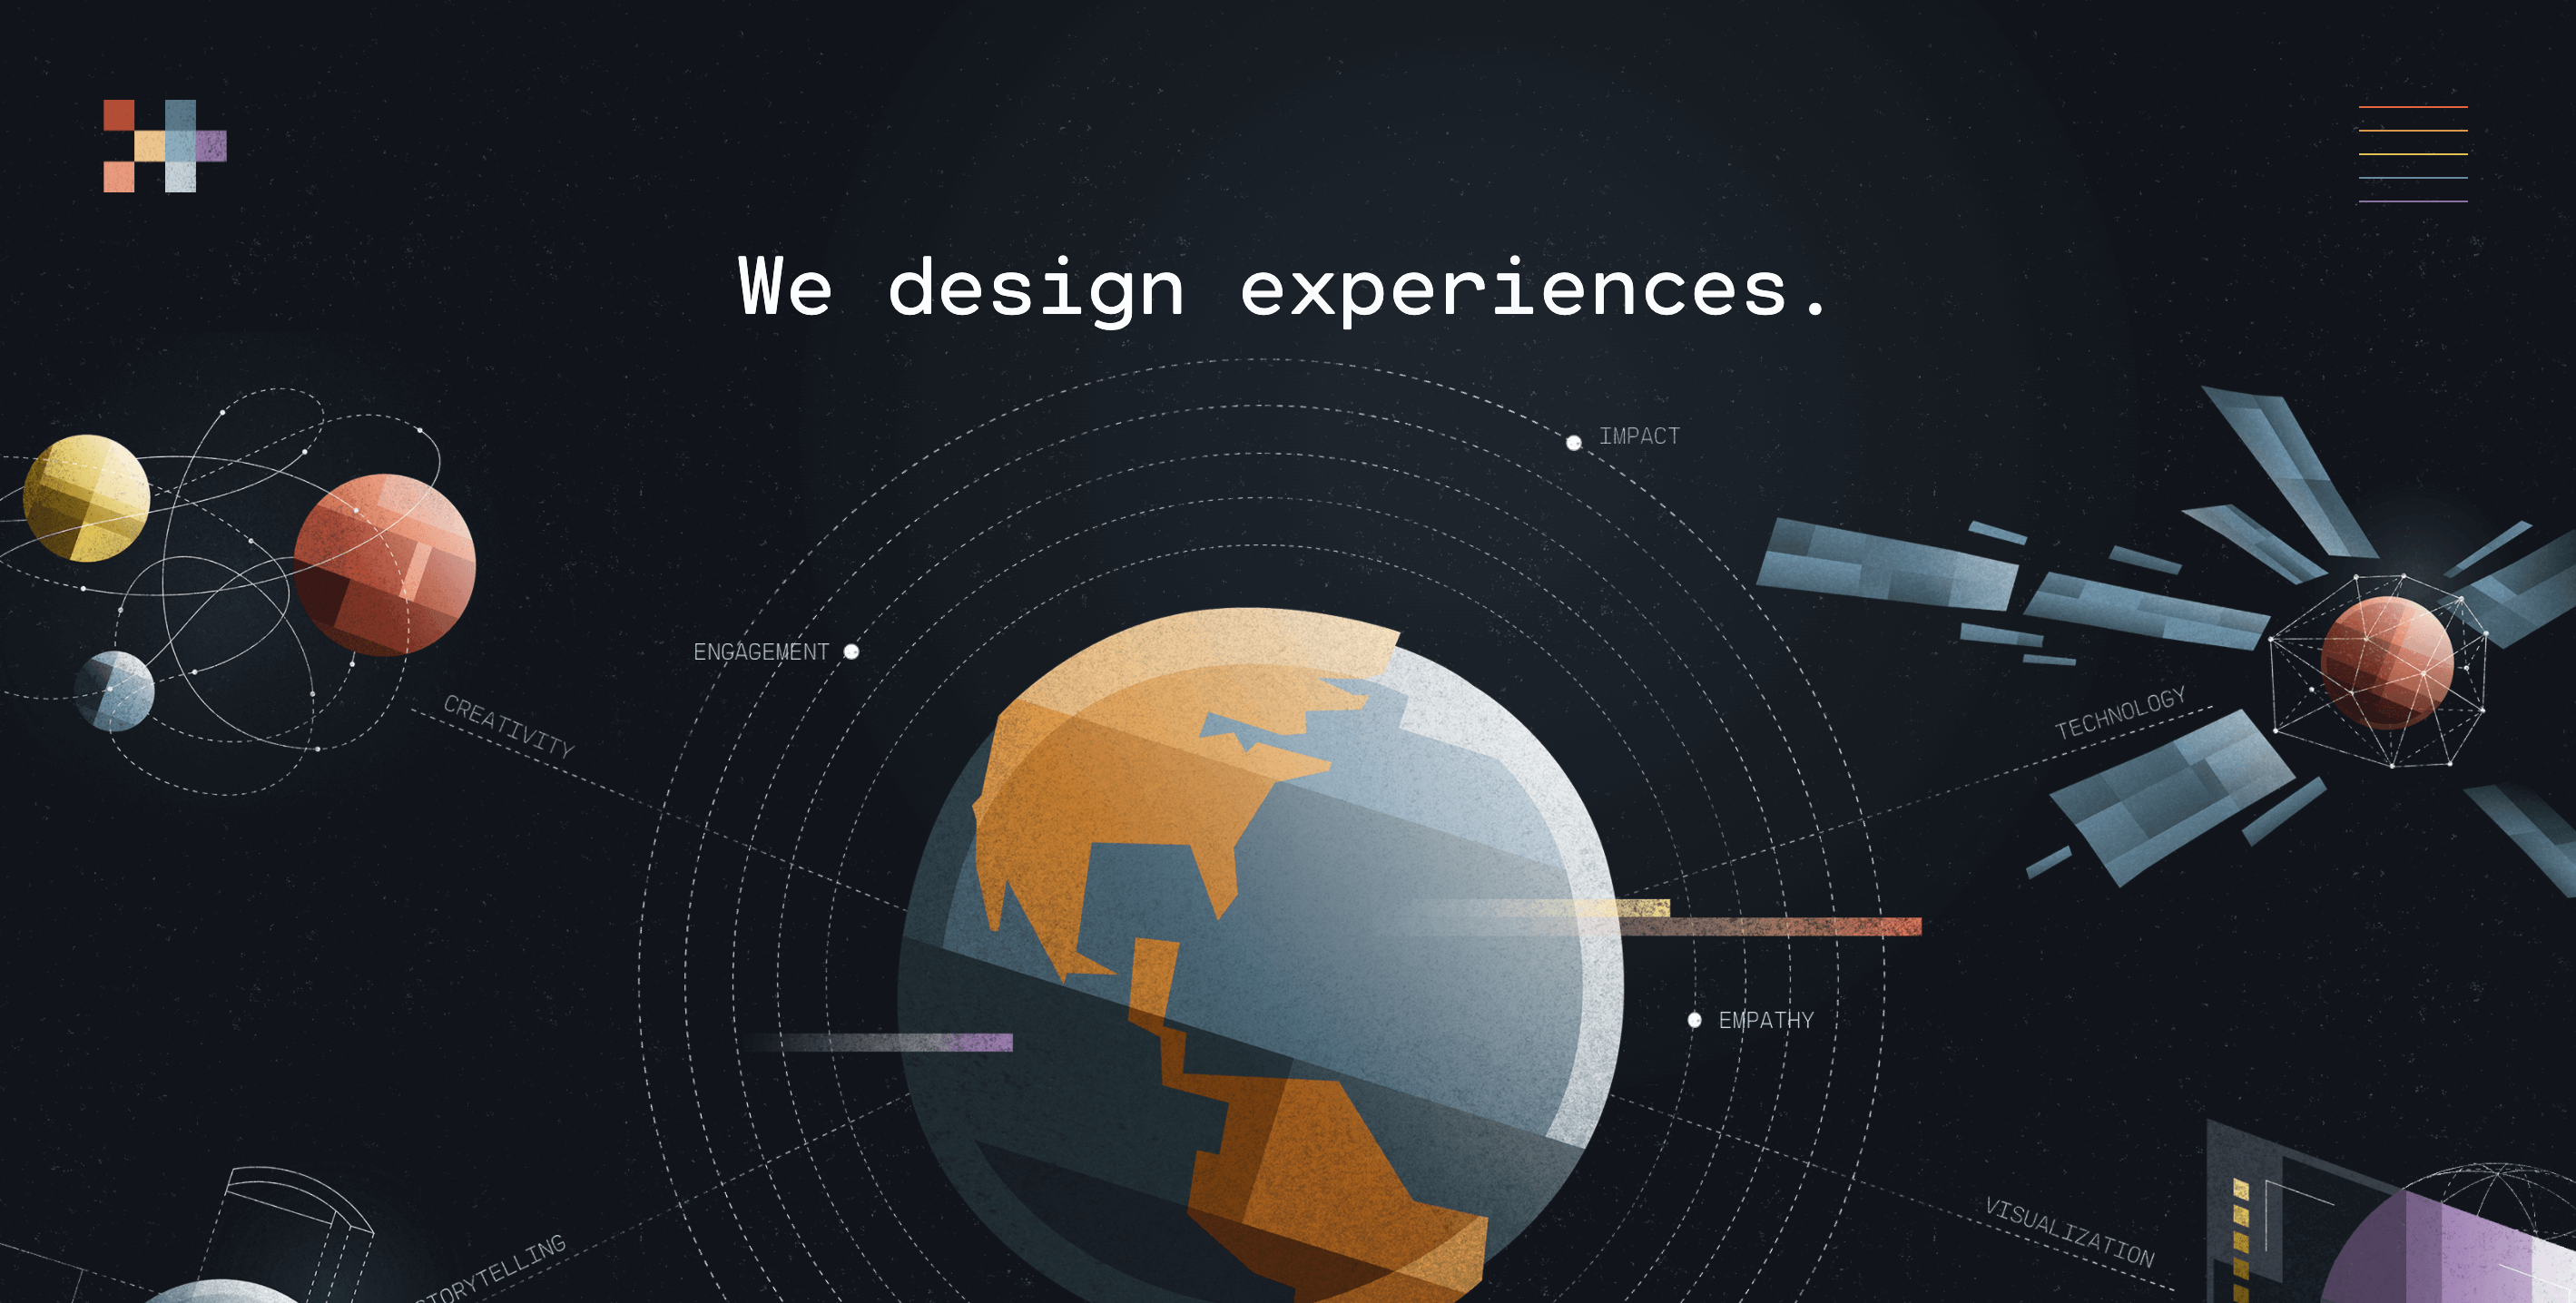 We design experiences.
IMPACT
ENGAGEMENT
CREATIVITY
TECHNOLOGY
EMPATHY
VISUALIZATION
STORYTELLING